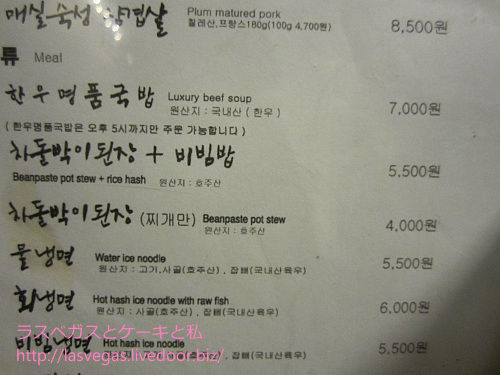 매실숙성 삼겹살 Plum matured pork 8,500원
칠레산,프랑스180g(100g 4,700원)
류 Meal
한우명품국밥 Luxury beef soup 7,000원
원산지 : 국내산 ( 한우 )
( 한우명품국밥은 오후 5시까지만 주문 가능합니다 )
차돌박이된장 + 비빔밥 5,500원
Beanpaste pot stew + rice hash 원산지 : 호주산
차돌박이된장 (찌개만) Beanpaste pot stew 4,000원
원산지 : 호주산
물냉면 Water ice noodle 5,500원
원산지 : 고기,사골(호주산) , 잡뼈(국내산육우)
회냉면 Hot hash ice noodle with raw fish 6,000원
원산지 : 사골(호주산) , 잡뼈(국내산육우)
ラスベガスとケーキと私
비빔냉면 Hot hash ice noodle 5,500원
http://lasvegas.livedoor.biz/ (호주산) , 잡뼈(국내산육우)